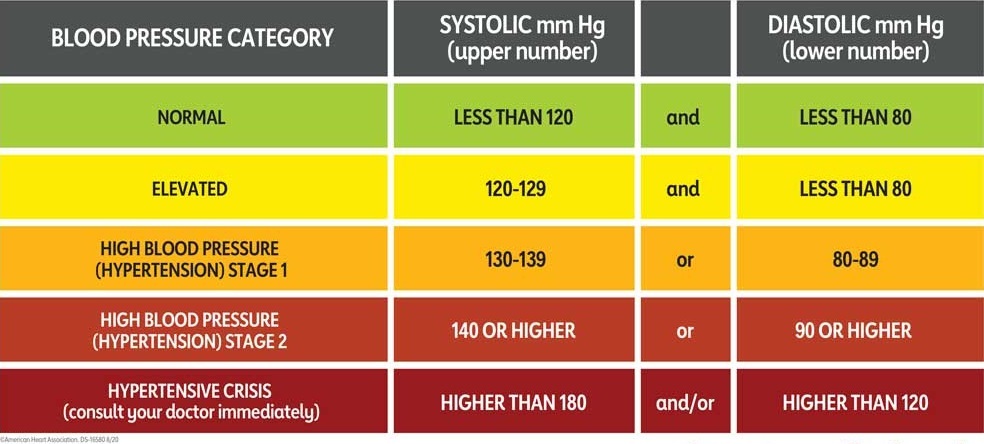 BLOOD PRESSURE CATEGORY
SYSTOLIC mm Hg
(upper number)
DIASTOLIC mm Hg
(lower number)
NORMAL
LESS THAN 120
and
LESS THAN 80
ELEVATED
120-129
and
LESS THAN 80
HIGH BLOOD PRESSURE
(HYPERTENSION) STAGE 1
130-139
or
80-89
HIGH BLOOD PRESSURE
(HYPERTENSION) STAGE 2
140 OR HIGHER
or
90 OR HIGHER
HYPERTENSIVE CRISIS
(consult your doctor immediately)
HIGHER THAN 180
and/or
HIGHER THAN 120
©American Heart Association. DS-16580 8/20